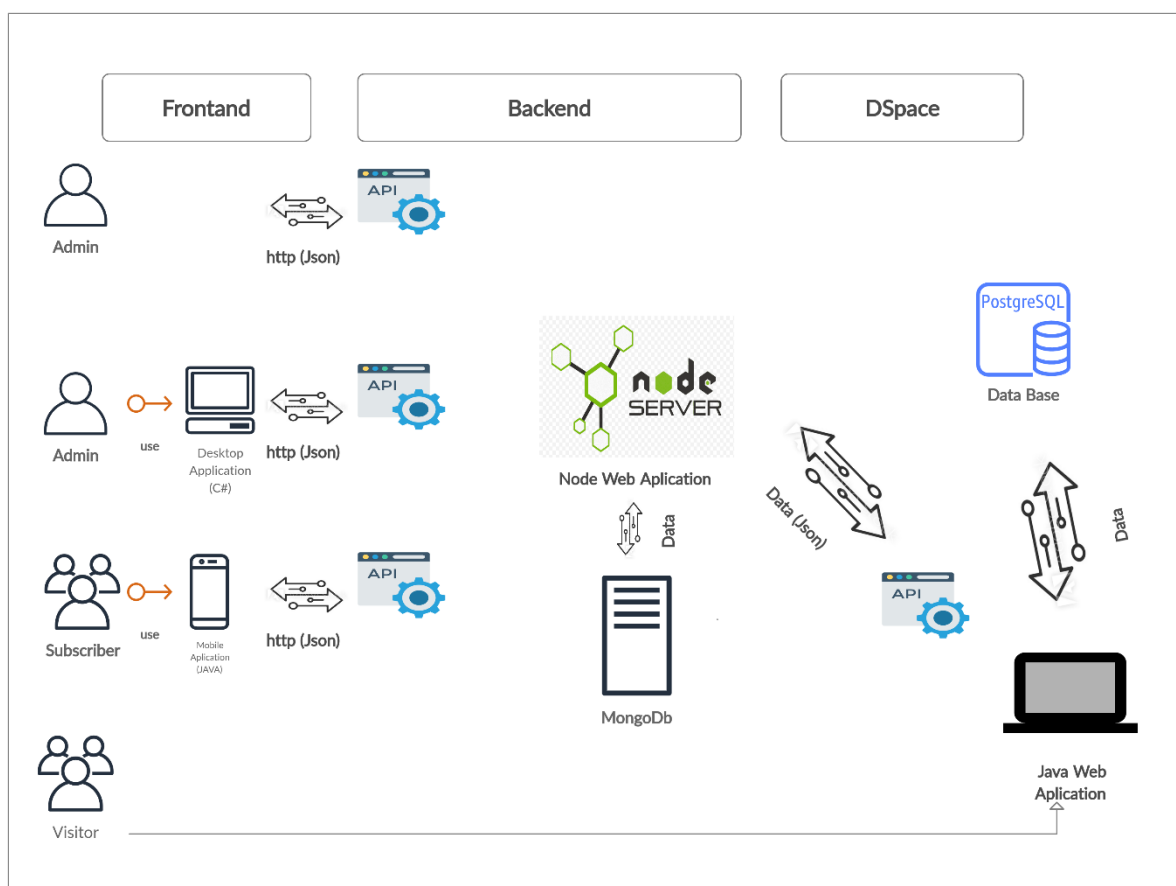 Frontand
Backend
DSpace
API
Admin
http (Json)
PostgreSQL
Data Base
node
SERVER
API
Admin
use
Desktop
Application
(C#)
http (Json)
Node Web Aplication
Data
Data (Json)
Data
API
Subscriber
use
Mobile
Aplication
(JAVA)
http (Json)
API
MongoDb
Java Web
Aplication
Visitor